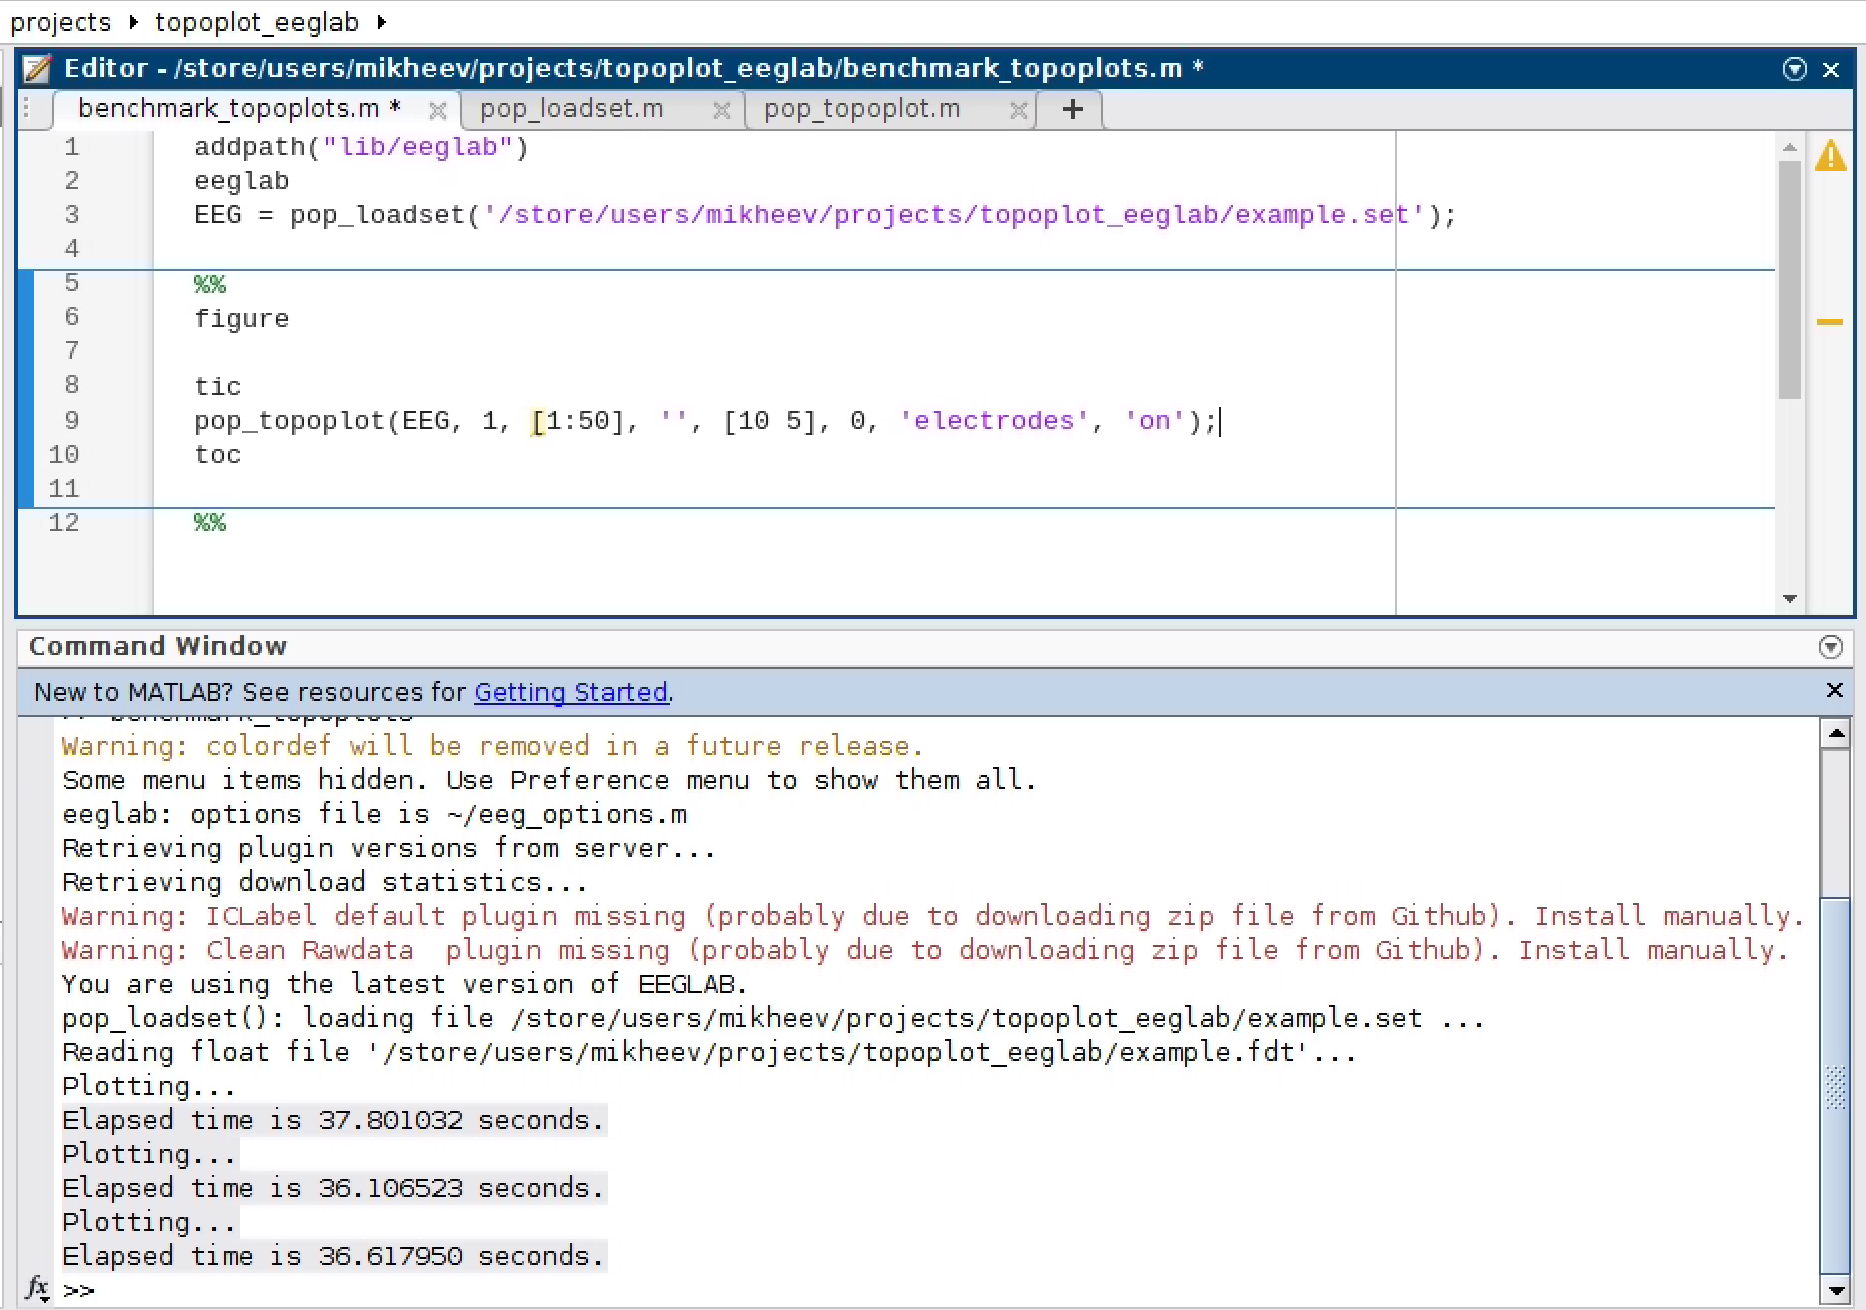 projects ▸ topoplot_eeglab ▸
Editor - /store/users/mikheev/projects/topoplot_eeglab/benchmark_topoplots.m *
benchmark_topoplots.m * pop_loadset.m pop_topoplot.m +
1 addpath("lib/eeglab")
2 eeglab
3 EEG = pop_loadset('/store/users/mikheev/projects/topoplot_eeglab/example.set');
4
5 %%
6 figure
7
8 tic
9 pop_topoplot(EEG, 1, [1:50], '', [10 5], 0, 'electrodes', 'on');
10 toc
11
12 %%
Command Window
New to MATLAB? See resources for Getting Started.
>> benchmark_topoplots
Warning: colordef will be removed in a future release.
Some menu items hidden. Use Preference menu to show them all.
eeglab: options file is ~/eeg_options.m
Retrieving plugin versions from server...
Retrieving download statistics...
Warning: ICLabel default plugin missing (probably due to downloading zip file from Github). Install manually.
Warning: Clean Rawdata  plugin missing (probably due to downloading zip file from Github). Install manually.
You are using the latest version of EEGLAB.
pop_loadset(): loading file /store/users/mikheev/projects/topoplot_eeglab/example.set ...
Reading float file '/store/users/mikheev/projects/topoplot_eeglab/example.fdt'...
Plotting...
Elapsed time is 37.801032 seconds.
Plotting...
Elapsed time is 36.106523 seconds.
Plotting...
Elapsed time is 36.617950 seconds.
fx >>